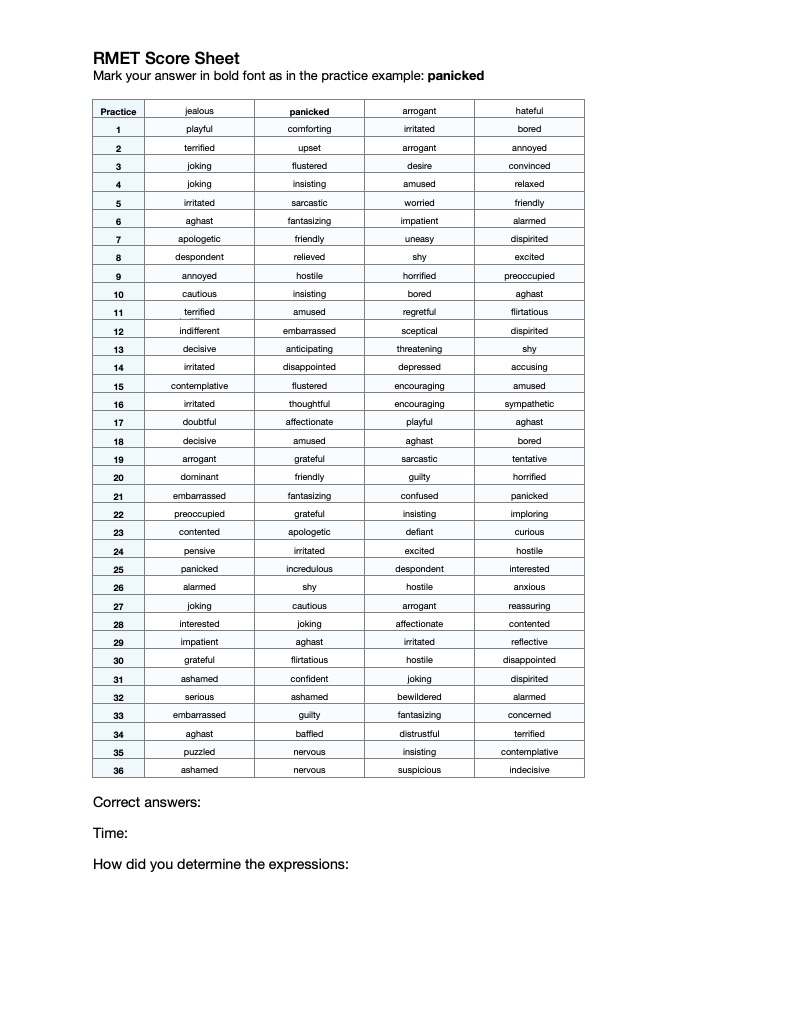 RMET Score Sheet
Mark your answer in bold font as in the practice example: panicked
Practice jealous panicked arrogant hateful
1 playful comforting irritated bored
2 terrified upset arrogant annoyed
3 joking flustered desire convinced
4 joking insisting amused relaxed
5 irritated sarcastic worried friendly
6 aghast fantasizing impatient alarmed
7 apologetic friendly uneasy dispirited
8 despondent relieved shy excited
9 annoyed hostile horrified preoccupied
10 cautious insisting bored aghast
11 terrified amused regretful flirtatious
12 indifferent embarrassed sceptical dispirited
13 decisive anticipating threatening shy
14 irritated disappointed depressed accusing
15 contemplative flustered encouraging amused
16 irritated thoughtful encouraging sympathetic
17 doubtful affectionate playful aghast
18 decisive amused aghast bored
19 arrogant grateful sarcastic tentative
20 dominant friendly guilty horrified
21 embarrassed fantasizing confused panicked
22 preoccupied grateful insisting imploring
23 contented apologetic defiant curious
24 pensive irritated excited hostile
25 panicked incredulous despondent interested
26 alarmed shy hostile anxious
27 joking cautious arrogant reassuring
28 interested joking affectionate contented
29 impatient aghast irritated reflective
30 grateful flirtatious hostile disappointed
31 ashamed confident joking dispirited
32 serious ashamed bewildered alarmed
33 embarrassed guilty fantasizing concerned
34 aghast baffled distrustful terrified
35 puzzled nervous insisting contemplative
36 ashamed nervous suspicious indecisive
Correct answers:
Time:
How did you determine the expressions: